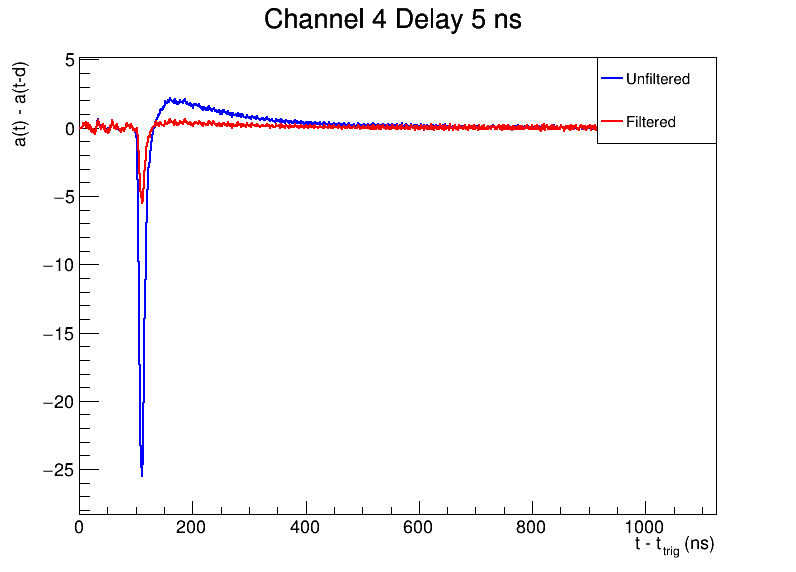 Channel 4 Delay 5 ns
a(t) - a(t-d)
5
0
−5
−10
−15
−20
−25
Unfiltered
Filtered
0 200 400 600 800 1000
t - t_trig (ns)